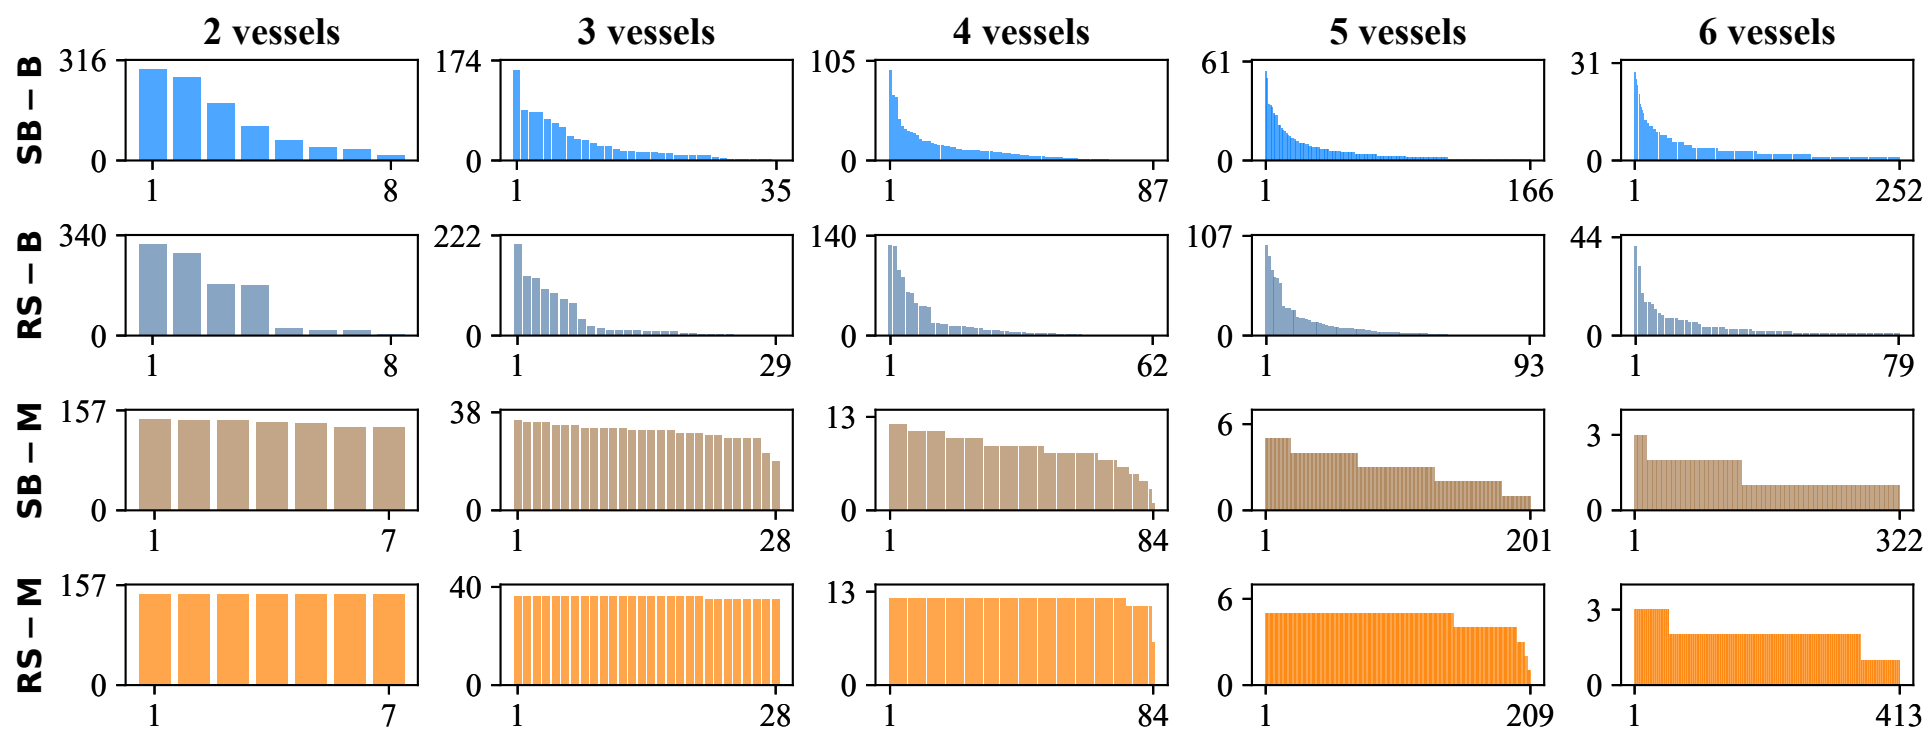 2 vessels 3 vessels 4 vessels 5 vessels 6 vessels
SB – B
316 0 1 8
174 0 1 35
105 0 1 87
61 0 1 166
31 0 1 252
RS – B
340 0 1 8
222 0 1 29
140 0 1 62
107 0 1 93
44 0 1 79
SB – M
157 0 1 7
38 0 1 28
13 0 1 84
6 0 1 201
3 0 1 322
RS – M
157 0 1 7
40 0 1 28
13 0 1 84
6 0 1 209
3 0 1 413